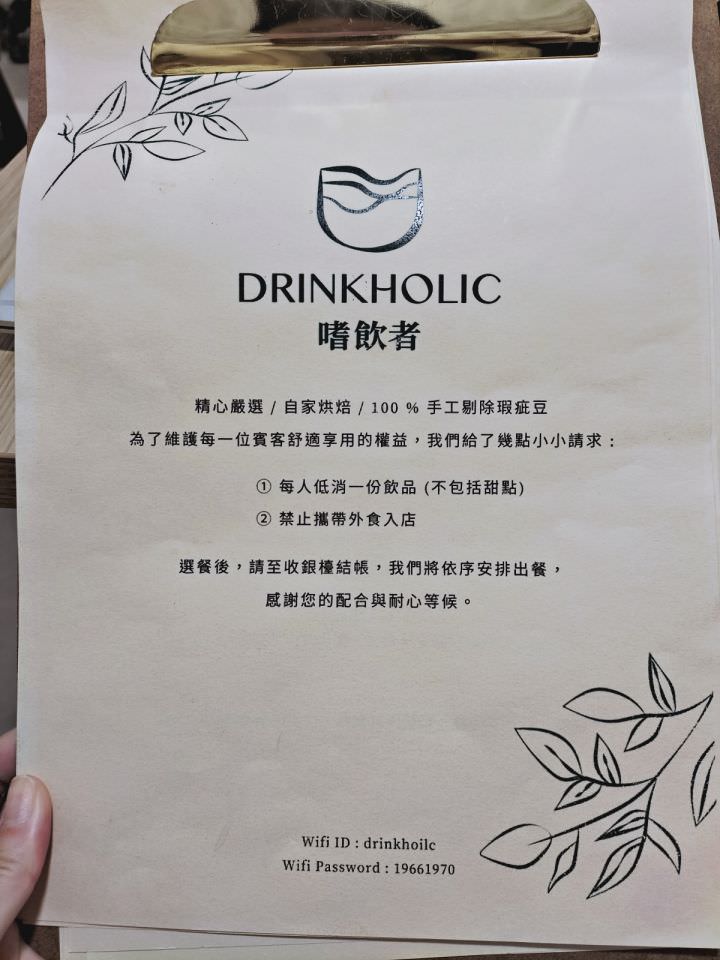 DRINKHOLIC
嗜飲者
精心嚴選 / 自家烘焙 / 100 % 手工剔除瑕疵豆
為了維護每一位賓客舒適享用的權益，我們給了幾點小小請求：
① 每人低消一份飲品 (不包括甜點)
② 禁止攜帶外食入店
選餐後，請至收銀檯結帳，我們將依序安排出餐，
感謝您的配合與耐心等候。
Wifi ID : drinkhoilc
Wifi Password : 19661970